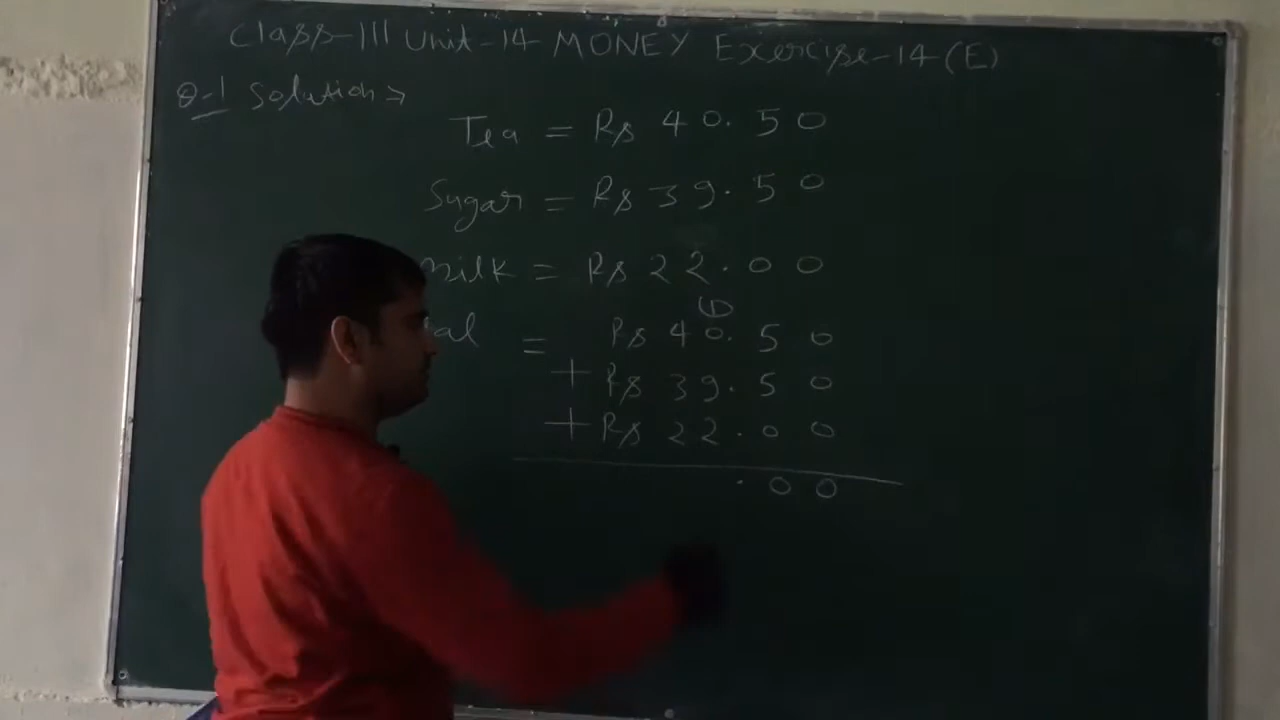 Class-III Unit-14 MONEY Exercise-14(E)
Q-1 Solution⇒
Tea = Rs 40.50
Sugar = Rs 39.50
Milk = Rs 22.00
(1)
= Rs 40.50
+ Rs 39.50
+ Rs 22.00
.00